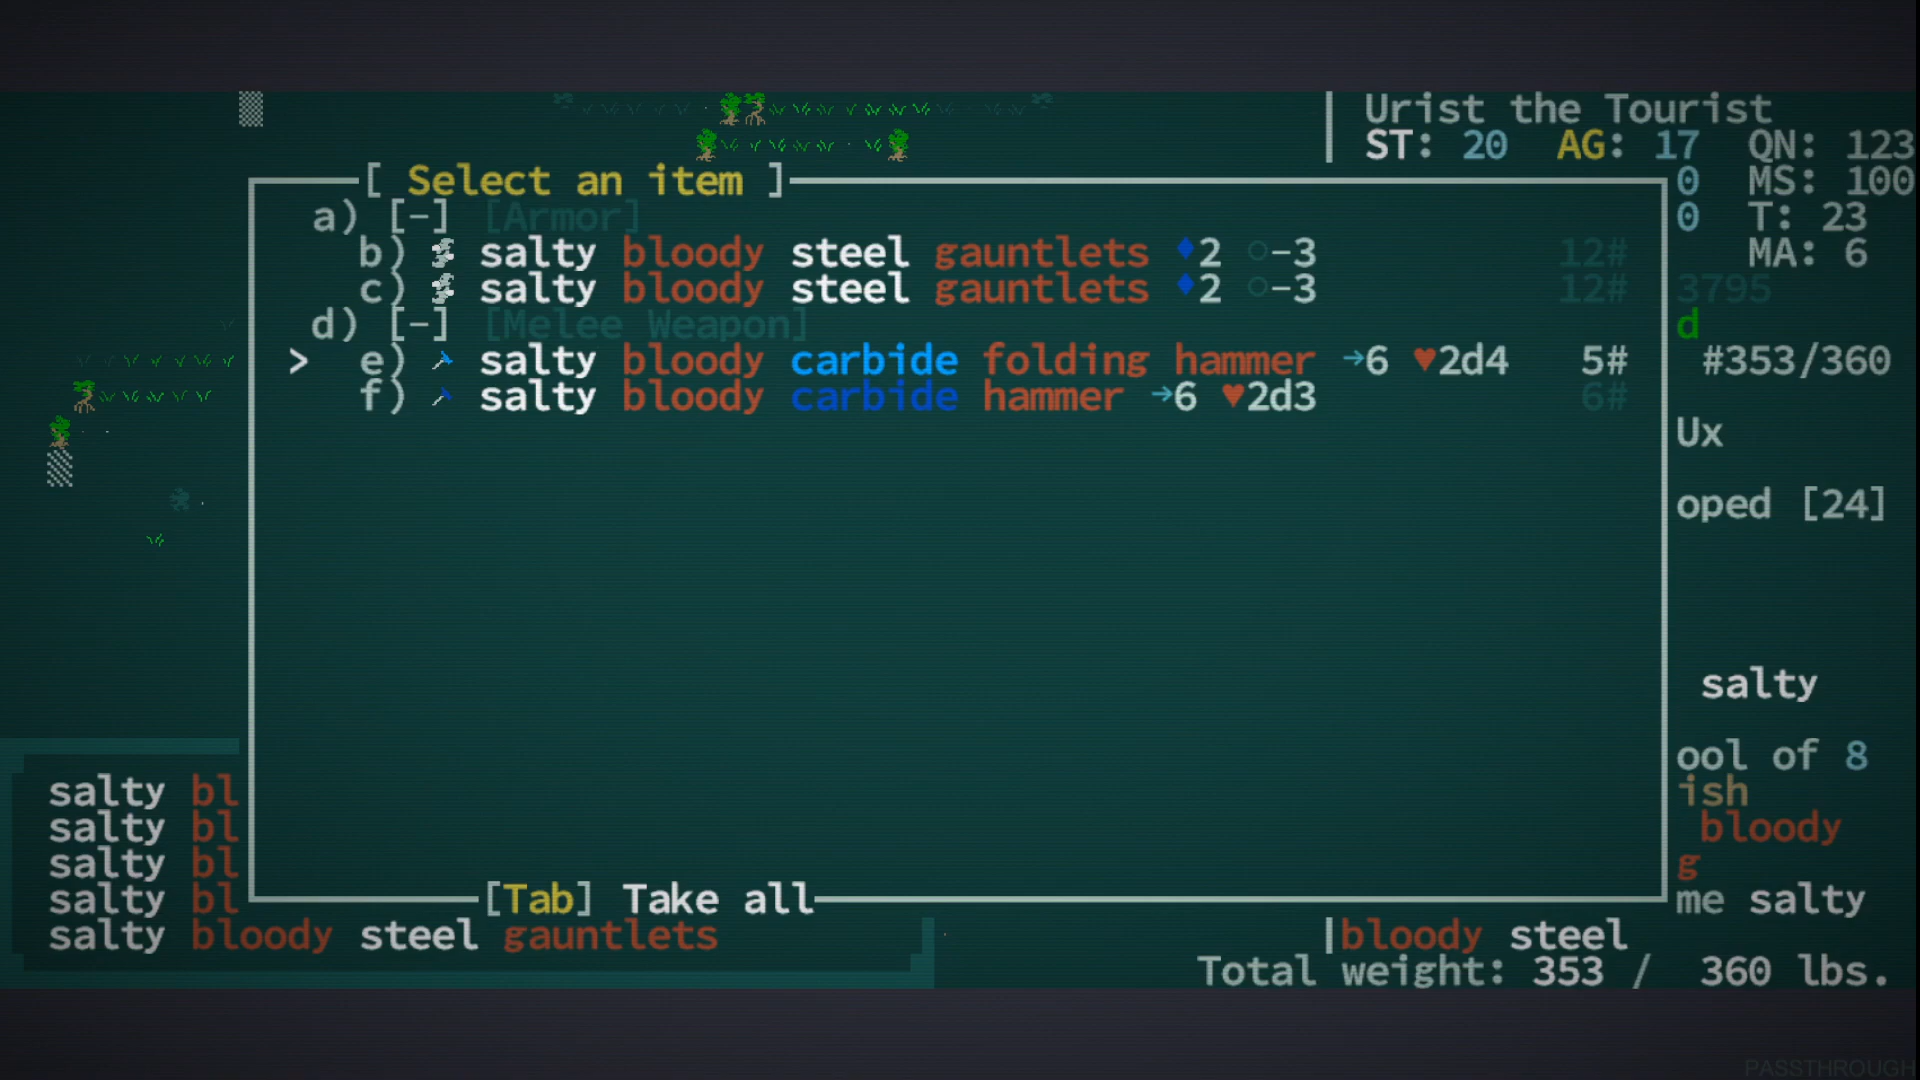 Urist the Tourist
ST: 20 AG: 17 QN: 123
[ Select an item ] 0 MS: 100
a) [-] [Armor] 0 T: 23
b) salty bloody steel gauntlets ♦2 ○-3 12# MA: 6
c) salty bloody steel gauntlets ♦2 ○-3 12# 3795
d) [-] [Melee Weapon] d
> e) salty bloody carbide folding hammer →6 ♥2d4 5# #353/360
f) salty bloody carbide hammer →6 ♥2d3 6#
Ux
oped [24]
salty
ool of 8
salty bl ish
salty bl bloody
salty bl g
salty bl [Tab] Take all me salty
salty bloody steel gauntlets |bloody steel
Total weight: 353 / 360 lbs.
PASSTHROUGH